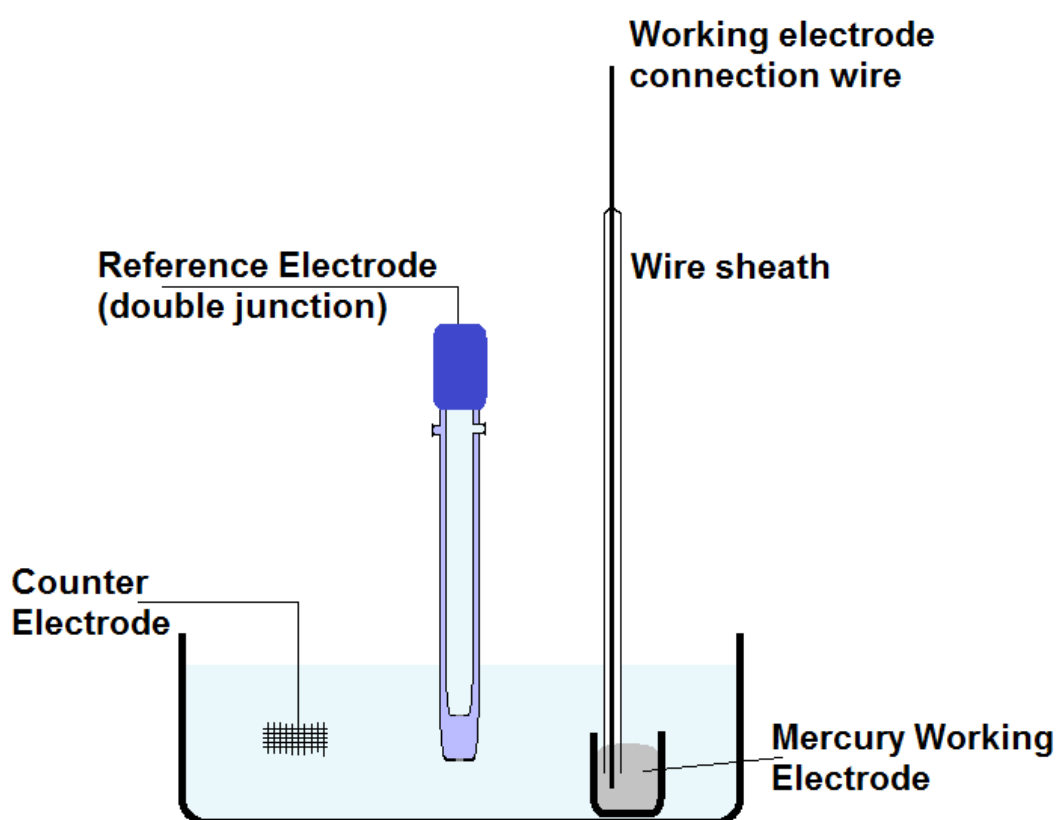 Working electrode
connection wire
Reference Electrode
(double junction)
Wire sheath
Counter
Electrode
Mercury Working
Electrode